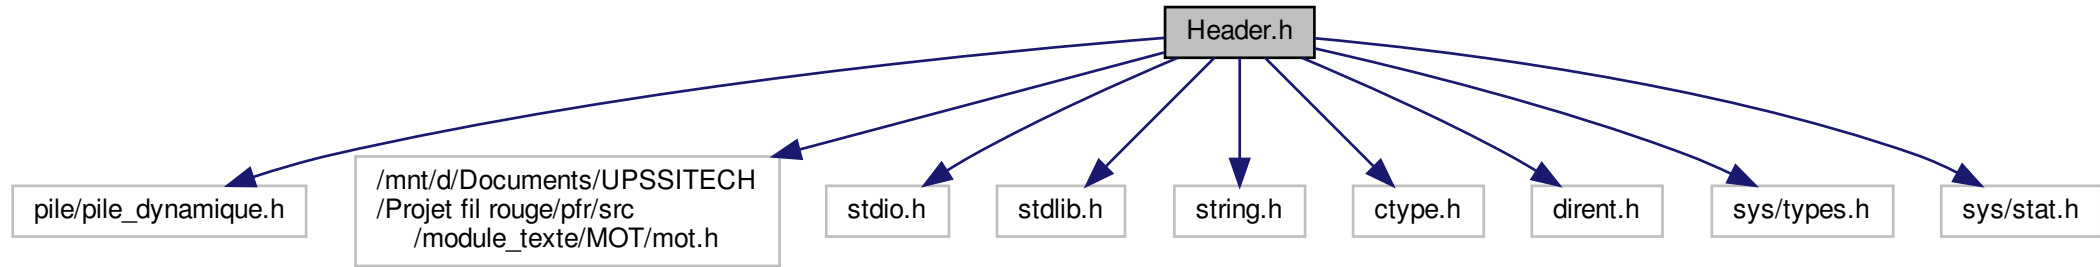 Header.h
pile/pile_dynamique.h
/mnt/d/Documents/UPSSITECH
/Projet fil rouge/pfr/src
/module_texte/MOT/mot.h
stdio.h
stdlib.h
string.h
ctype.h
dirent.h
sys/types.h
sys/stat.h